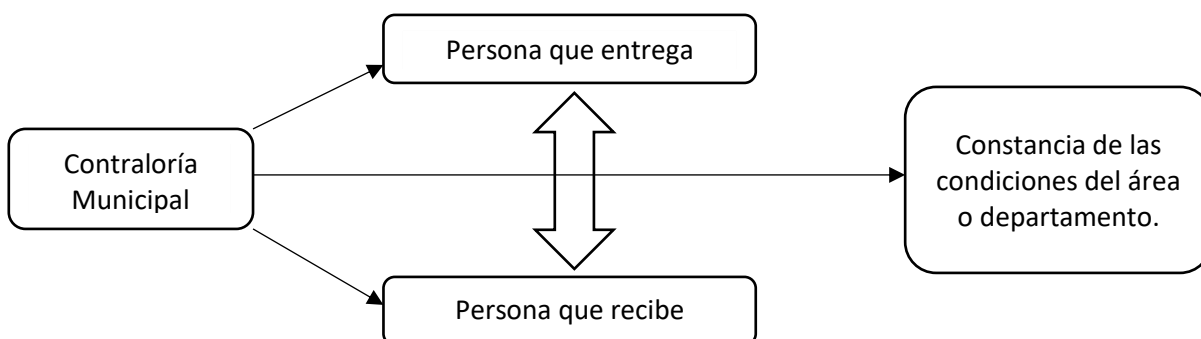 Persona que entrega
Contraloría
Municipal
Constancia de las
condiciones del área
o departamento.
Persona que recibe